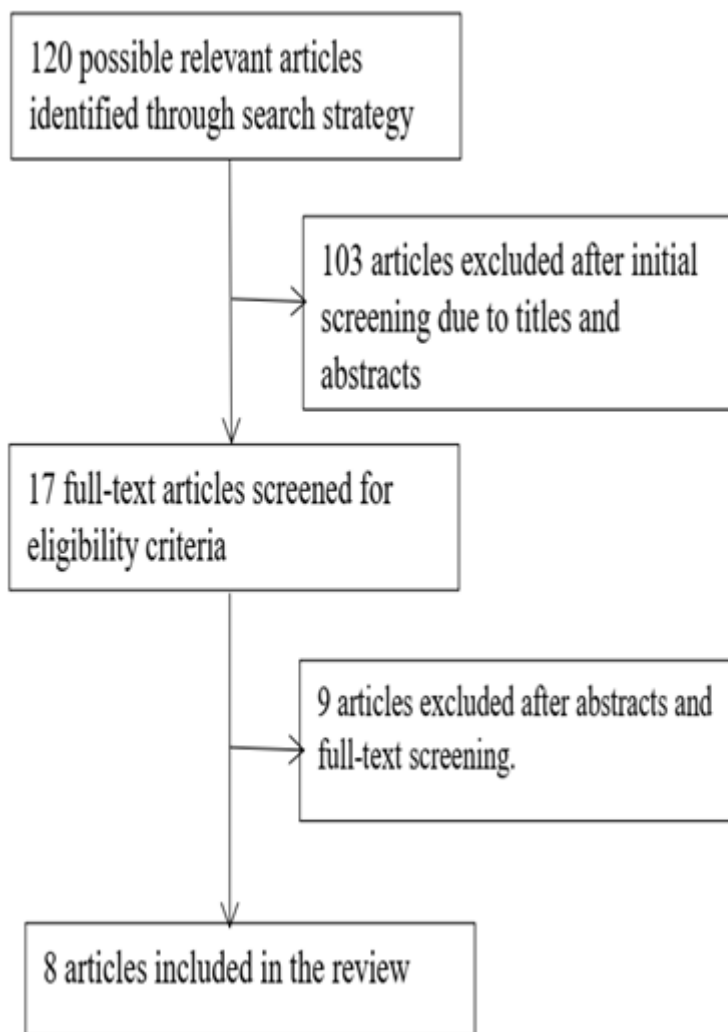 120 possible relevant articles
identified through search strategy
103 articles excluded after initial
screening due to titles and
abstracts
17 full-text articles screened for
eligibility criteria
9 articles excluded after abstracts and
full-text screening.
8 articles included in the review